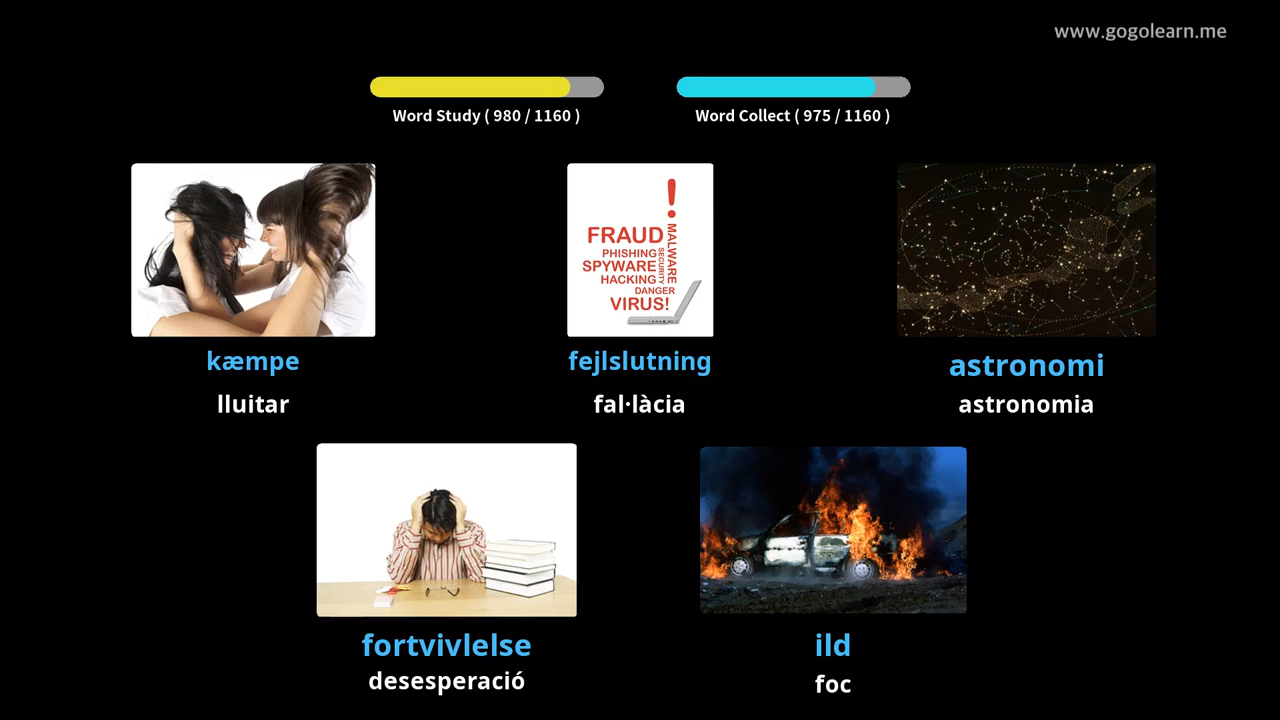 www.gogolearn.me
Word Study ( 980 / 1160 )
Word Collect ( 975 / 1160 )
!
FRAUD
MALWARE
PHISHING
SECURITY
SPYWARE
HACKING
DANGER
VIRUS!
kæmpe
fejlslutning
astronomi
lluitar
fal·làcia
astronomia
fortvivlelse
ild
desesperació
foc